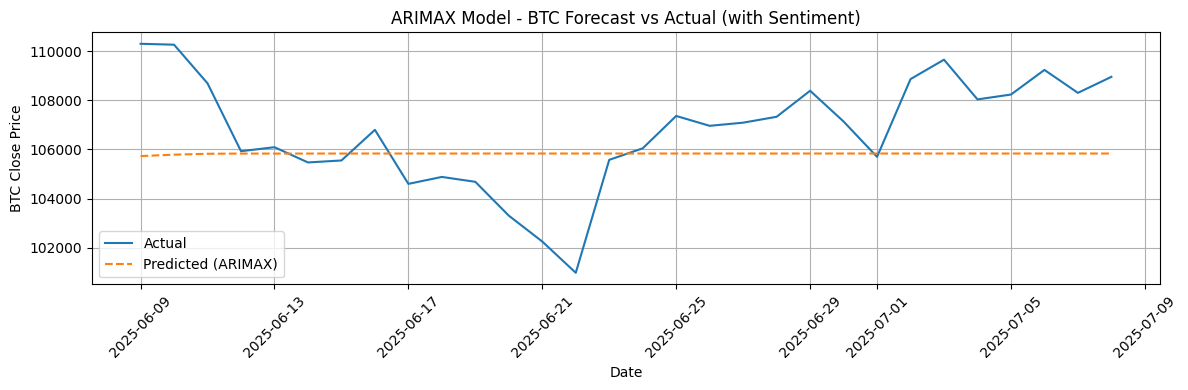 ARIMAX Model - BTC Forecast vs Actual (with Sentiment)
BTC Close Price
110000
108000
106000
104000
102000
Actual
Predicted (ARIMAX)
2025-06-09
2025-06-13
2025-06-17
2025-06-21
2025-06-25
2025-06-29
2025-07-01
2025-07-05
2025-07-09
Date